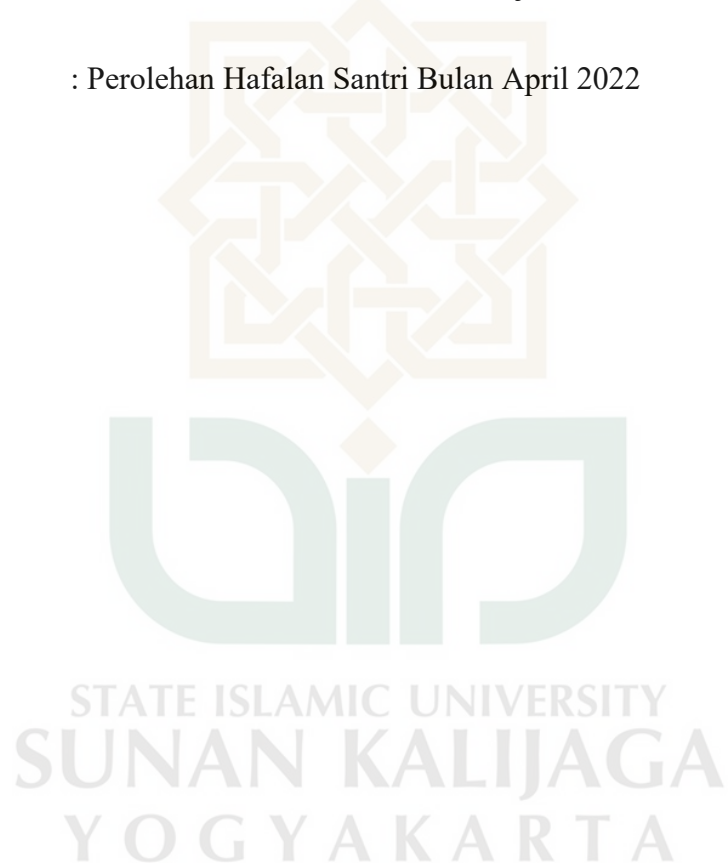 : Perolehan Hafalan Santri Bulan April 2022
STATE ISLAMIC UNIVERSITY
SUNAN KALIJAGA
YOGYAKARTA